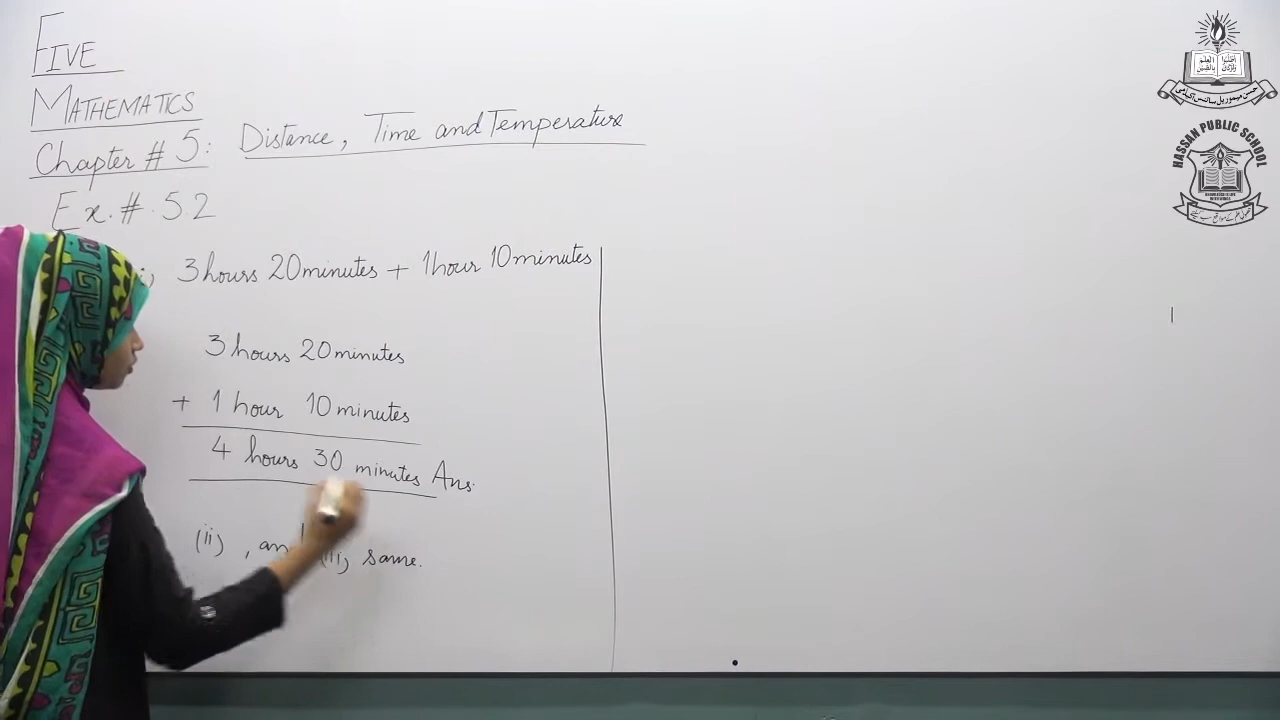 FIVE
MATHEMATICS
Chapter # 5: Distance, Time and Temperature
Ex. # 5.2
i) 3 hours 20 minutes + 1 hour 10 minutes
3 hours 20 minutes
+ 1 hour 10 minutes
4 hours 30 minutes Ans.
(ii) , and (iii) same.
HASSAN PUBLIC SCHOOL